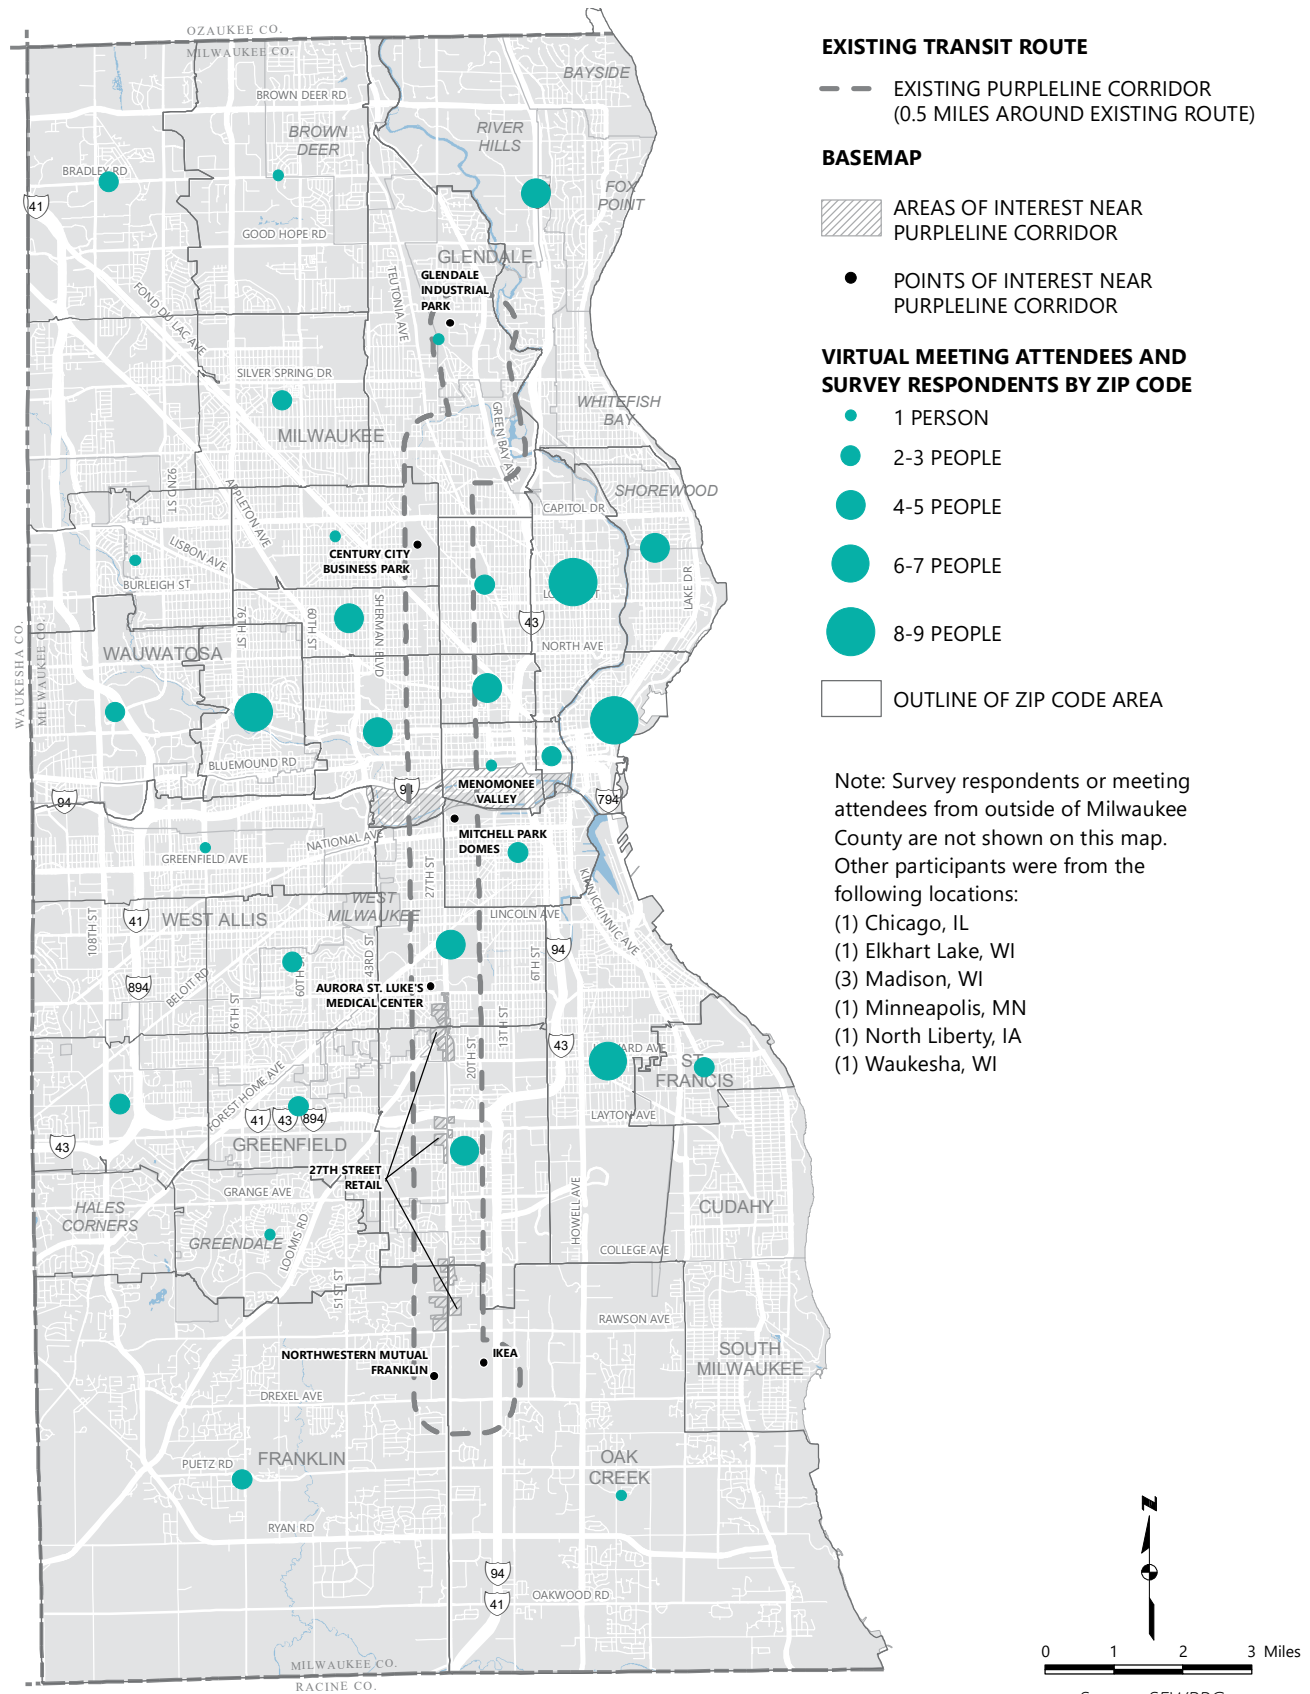 OZAUKEE CO.
MILWAUKEE CO.
BAYSIDE
BROWN DEER RD
BROWN
DEER
RIVER
HILLS
BRADLEY RD
FOX
POINT
41
GOOD HOPE RD
GLENDALE
GLENDALE
INDUSTRIAL
PARK
TEUTONIA AVE
FOND DU LAC AVE
SILVER SPRING DR
WHITEFISH
BAY
GREEN BAY AVE
MILWAUKEE
92ND ST
APPLETON AVE
SHOREWOOD
CAPITOL DR
LISBON AVE
CENTURY CITY
BUSINESS PARK
BURLEIGH ST
LAKE DR
76TH ST
60TH ST
SHERMAN BLVD
43
NORTH AVE
WAUKESHA CO.
MILWAUKEE CO.
WAUWATOSA
BLUEMOUND RD
94
94
MENOMONEE
VALLEY
794
MITCHELL PARK
DOMES
NATIONAL AVE
GREENFIELD AVE
27TH ST
KINNICKINNIC AVE
WEST
MILWAUKEE
LINCOLN AVE
WEST ALLIS
41
108TH ST
43RD ST
6TH ST
94
BELOIT RD
60TH ST
894
AURORA ST. LUKE'S
MEDICAL CENTER
76TH ST
13TH ST
20TH ST
43
ST.
FRANCIS
FOREST HOME AVE
LAYTON AVE
41
43
894
GREENFIELD
43
27TH STREET
RETAIL
GRANGE AVE
HALES
CORNERS
CUDAHY
HOWELL AVE
GREENDALE
LOOMIS RD
COLLEGE AVE
51ST ST
RAWSON AVE
SOUTH
MILWAUKEE
NORTHWESTERN MUTUAL
FRANKLIN
IKEA
DREXEL AVE
PUETZ RD
FRANKLIN
OAK
CREEK
RYAN RD
94
41
OAKWOOD RD
MILWAUKEE CO.
RACINE CO.
EXISTING TRANSIT ROUTE
EXISTING PURPLELINE CORRIDOR
(0.5 MILES AROUND EXISTING ROUTE)
BASEMAP
AREAS OF INTEREST NEAR
PURPLELINE CORRIDOR
POINTS OF INTEREST NEAR
PURPLELINE CORRIDOR
VIRTUAL MEETING ATTENDEES AND
SURVEY RESPONDENTS BY ZIP CODE
1 PERSON
2-3 PEOPLE
4-5 PEOPLE
6-7 PEOPLE
8-9 PEOPLE
OUTLINE OF ZIP CODE AREA
Note: Survey respondents or meeting
attendees from outside of Milwaukee
County are not shown on this map.
Other participants were from the
following locations:
(1) Chicago, IL
(1) Elkhart Lake, WI
(3) Madison, WI
(1) Minneapolis, MN
(1) North Liberty, IA
(1) Waukesha, WI
Z
0 1 2 3 Miles